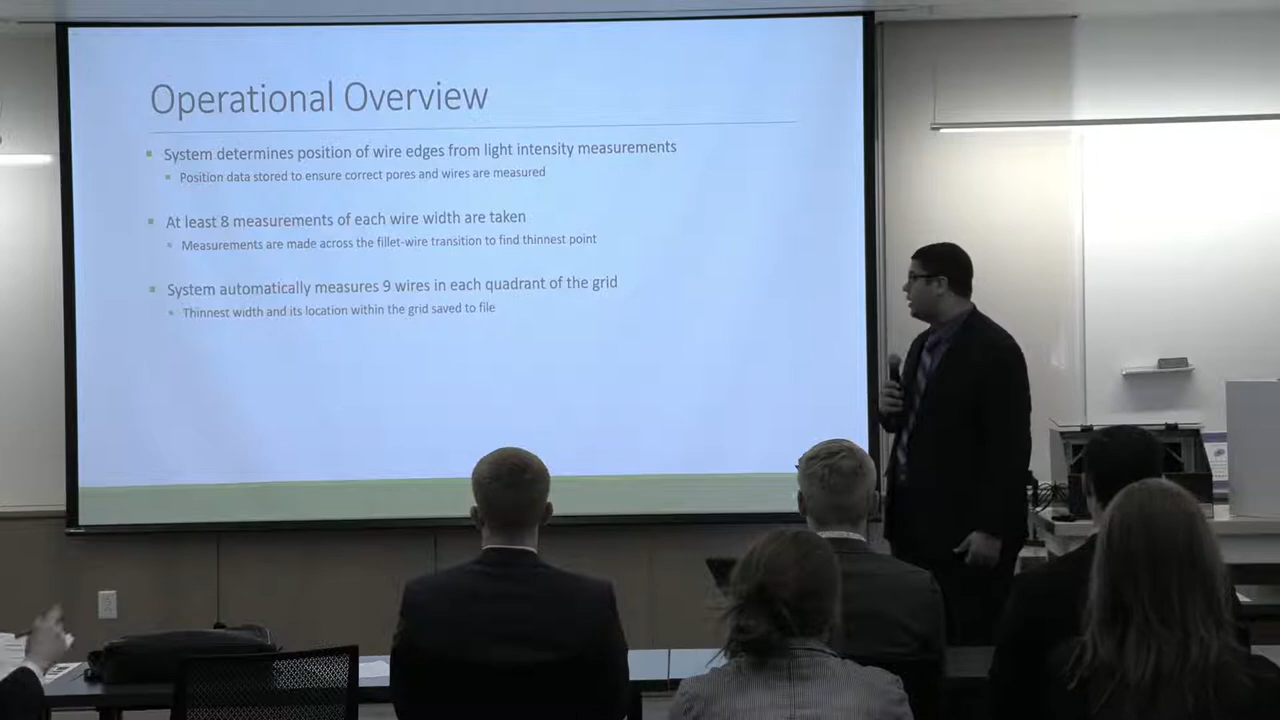 Operational Overview
System determines position of wire edges from light intensity measurements
Position data stored to ensure correct pores and wires are measured
At least 8 measurements of each wire width are taken
Measurements are made across the fillet-wire transition to find thinnest point
System automatically measures 9 wires in each quadrant of the grid
Thinnest width and its location within the grid saved to file